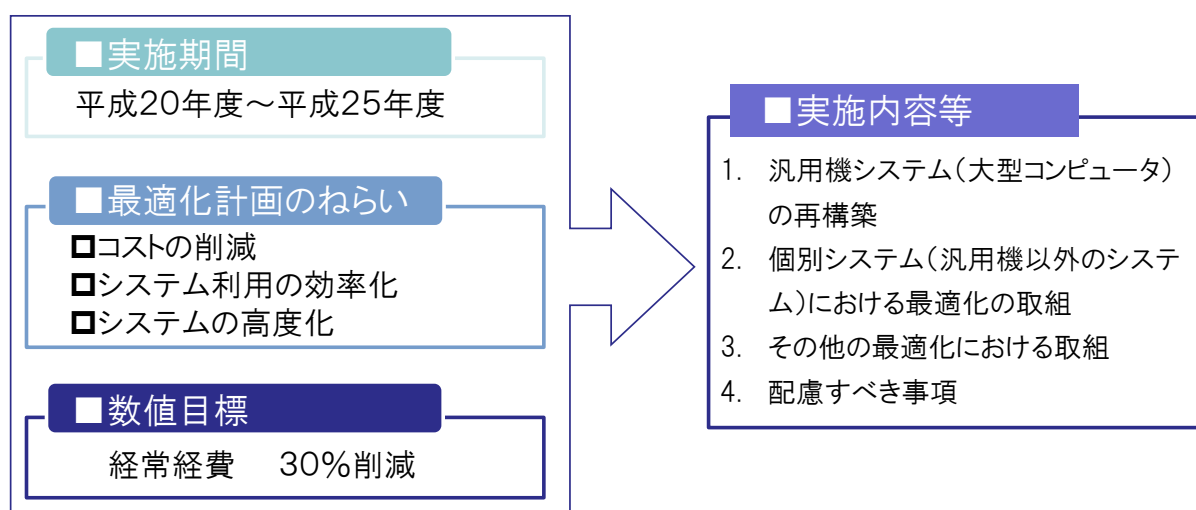 ■実施期間
平成20年度～平成25年度
■最適化計画のねらい
□コストの削減
□システム利用の効率化
□システムの高度化
■数値目標
経常経費　30%削減
■実施内容等
1. 汎用機システム（大型コンピュータ）
の再構築
2. 個別システム（汎用機以外のシステ
ム）における最適化の取組
3. その他の最適化における取組
4. 配慮すべき事項